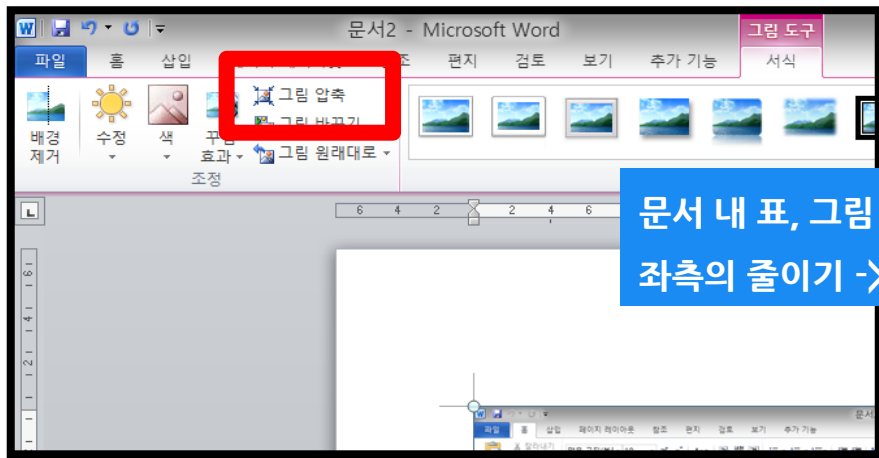 문서2 - Microsoft Word
그림 도구
파일 홈 삽입 편지 검토 보기 추가 기능 서식
그림 압축
배경 제거
수정
색
효과
그림 원래대로
조정
6 4 2 2 4 6
문서 내 표, 그림
좌측의 줄이기 ->
파일 홈 삽입 페이지 레이아웃 참조 편지 검토 보기 추가 기능